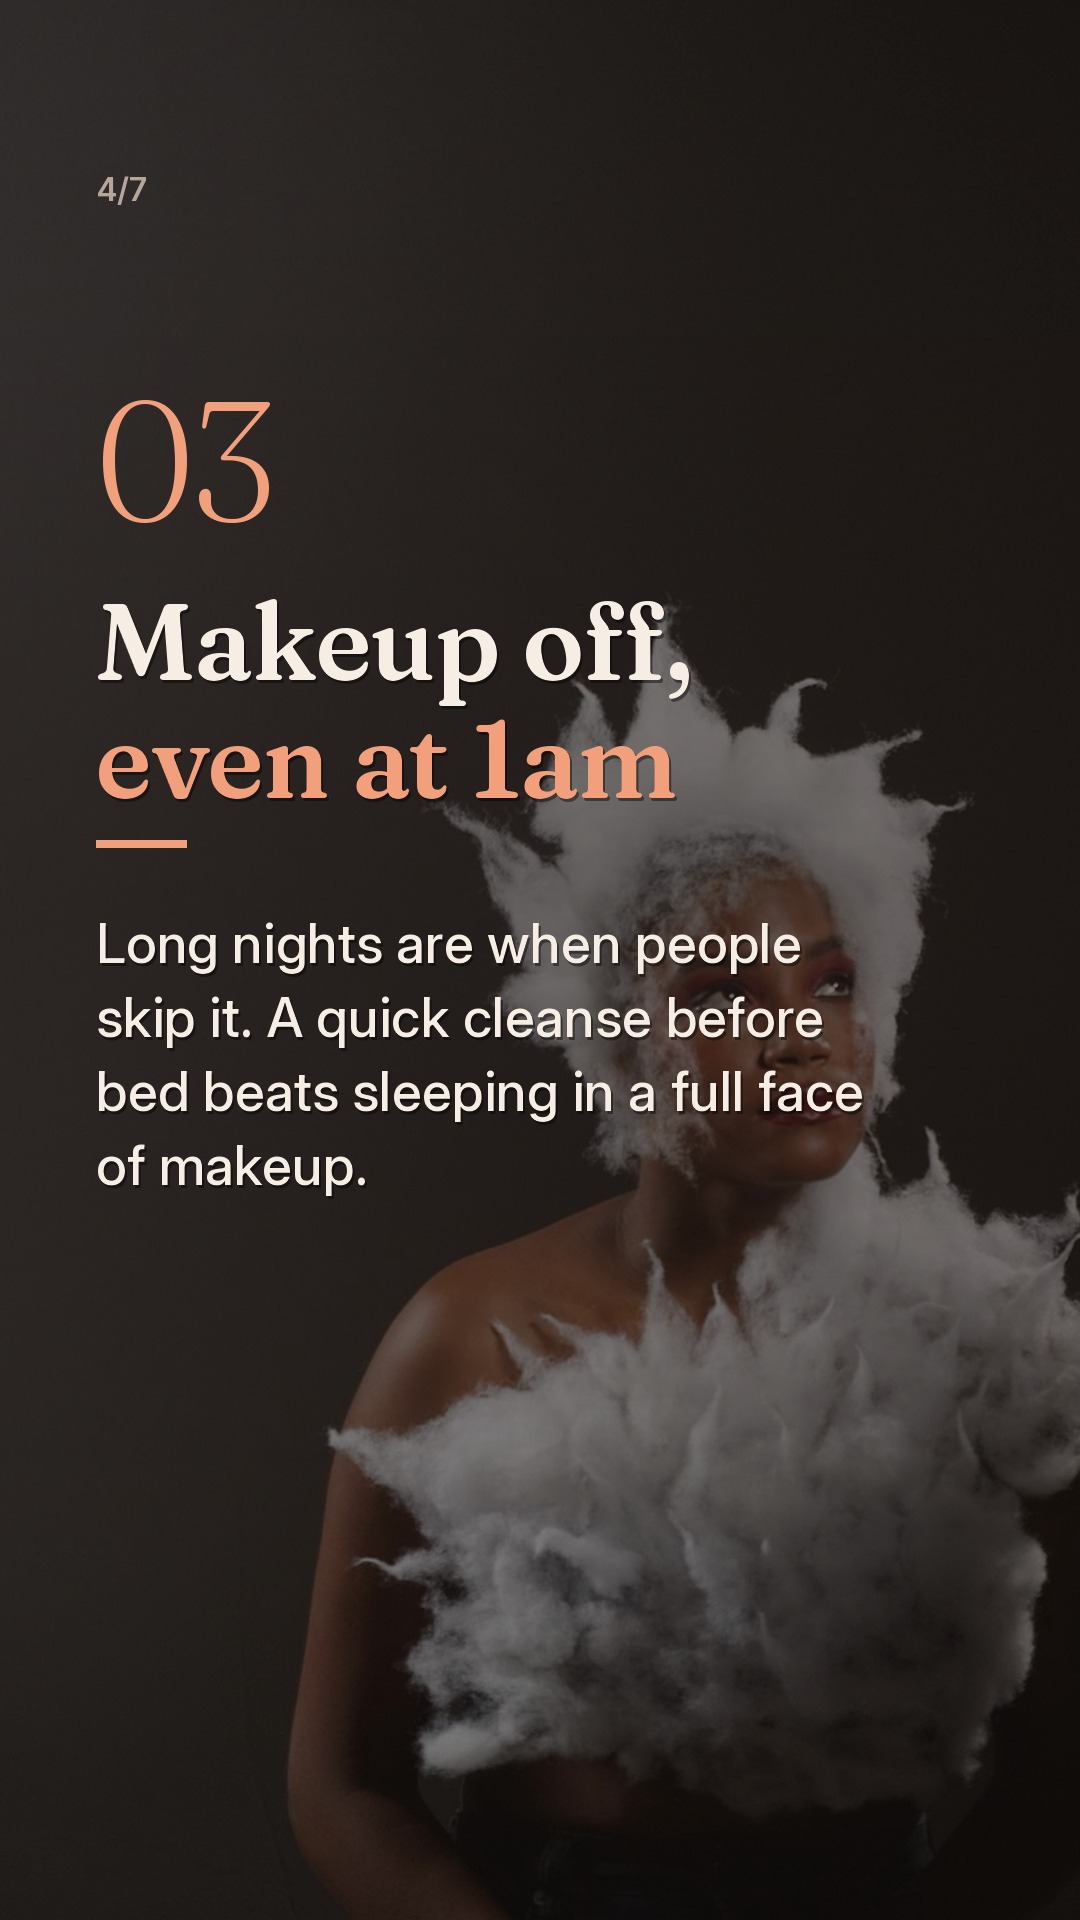 4/7
03
Makeup off,
even at 1am
Long nights are when people
skip it. A quick cleanse before
bed beats sleeping in a full face
of makeup.